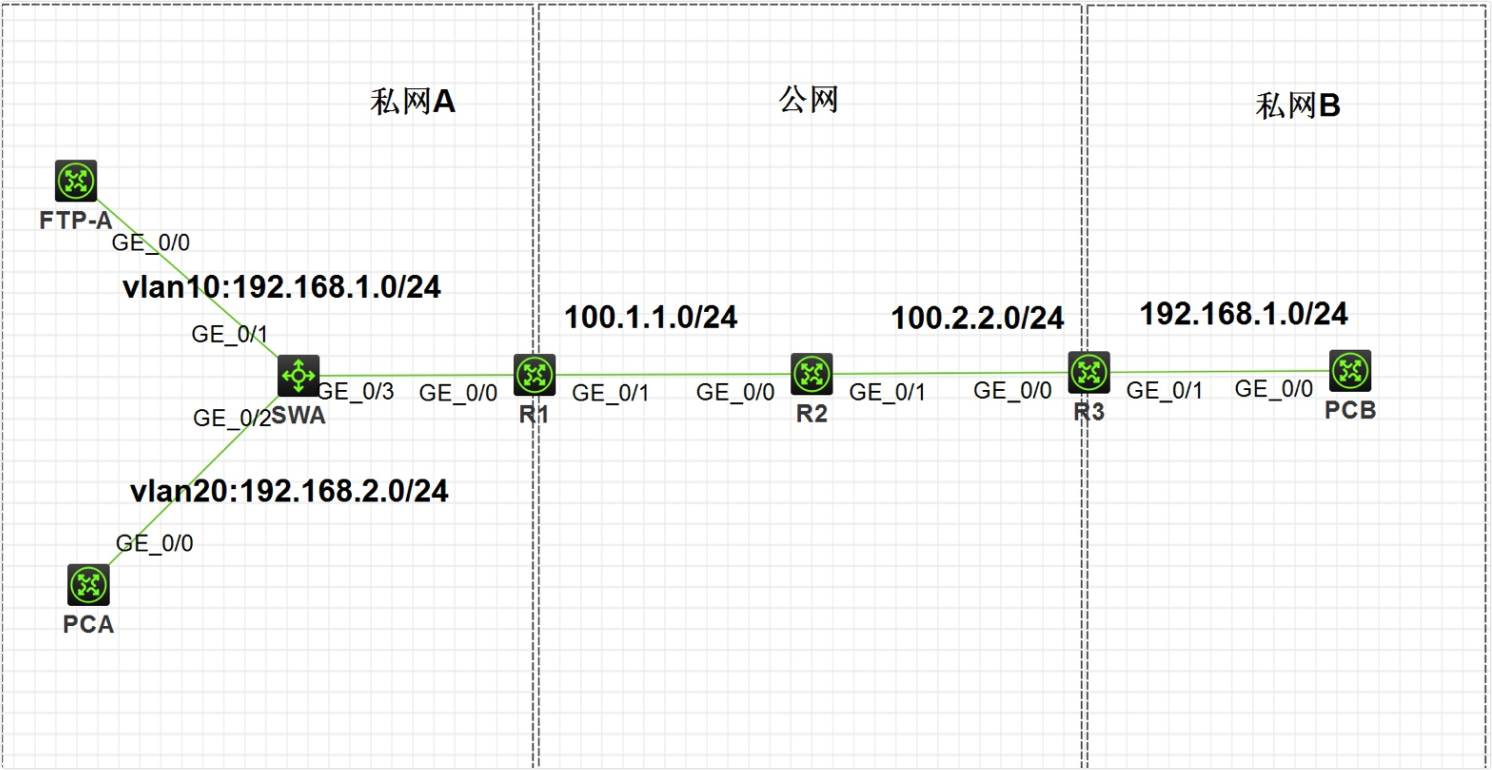 私网A
公网
私网B
FTP-A
GE_0/0
vlan10:192.168.1.0/24
GE_0/1
100.1.1.0/24
100.2.2.0/24
192.168.1.0/24
GE_0/3
GE_0/0
GE_0/1
GE_0/0
GE_0/1
GE_0/0
GE_0/1
GE_0/0
GE_0/2
SWA
R1
R2
R3
PCB
vlan20:192.168.2.0/24
GE_0/0
PCA